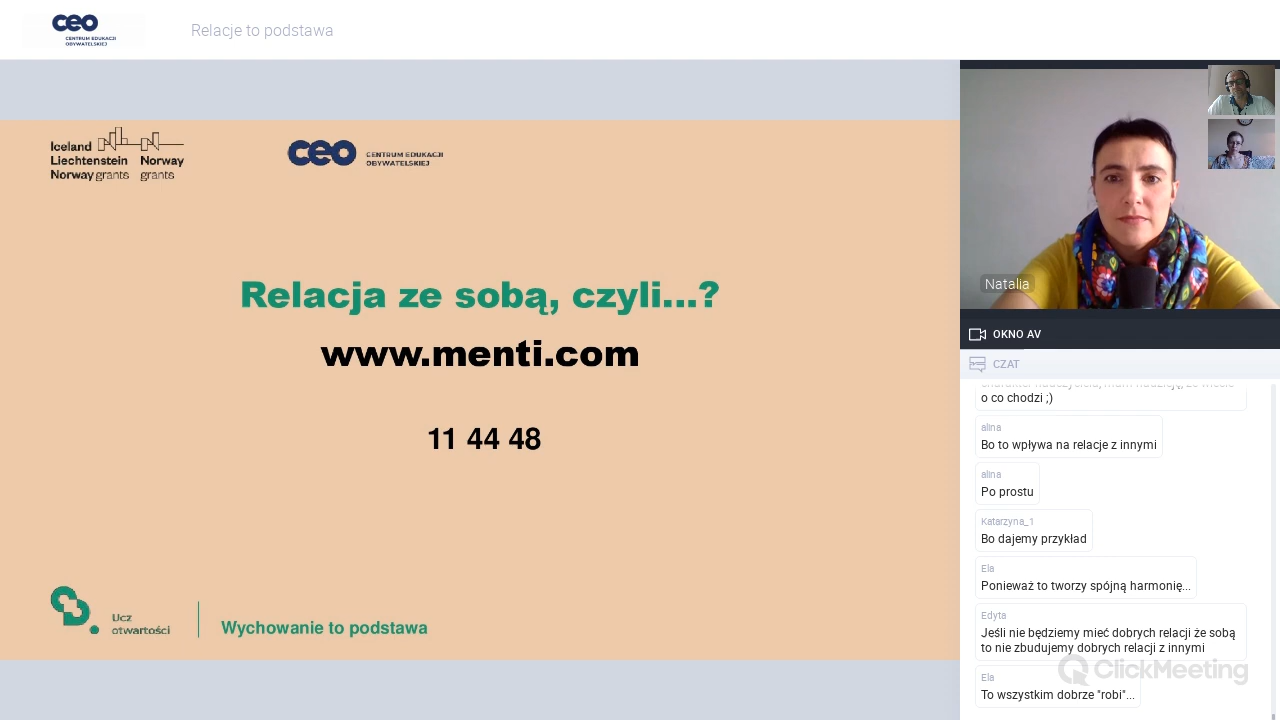 ceo
CENTRUM EDUKACJI
OBYWATELSKIEJ
Relacje to podstawa
Iceland
Liechtenstein Norway
Norway grants grants
ceo
CENTRUM EDUKACJI
OBYWATELSKIEJ
Relacja ze sobą, czyli...?
www.menti.com
11 44 48
Ucz
otwartości
Wychowanie to podstawa
Natalia
OKNO AV
CZAT
o co chodzi ;)
alina
Bo to wpływa na relacje z innymi
alina
Po prostu
Katarzyna_1
Bo dajemy przykład
Ela
Ponieważ to tworzy spójną harmonię...
Edyta
Jeśli nie będziemy mieć dobrych relacji że sobą
to nie zbudujemy dobrych relacji z innymi
ClickMeeting
Ela
To wszystkim dobrze "robi"...